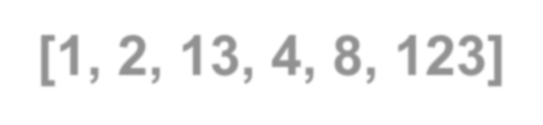 [1, 2, 13, 4, 8, 123]